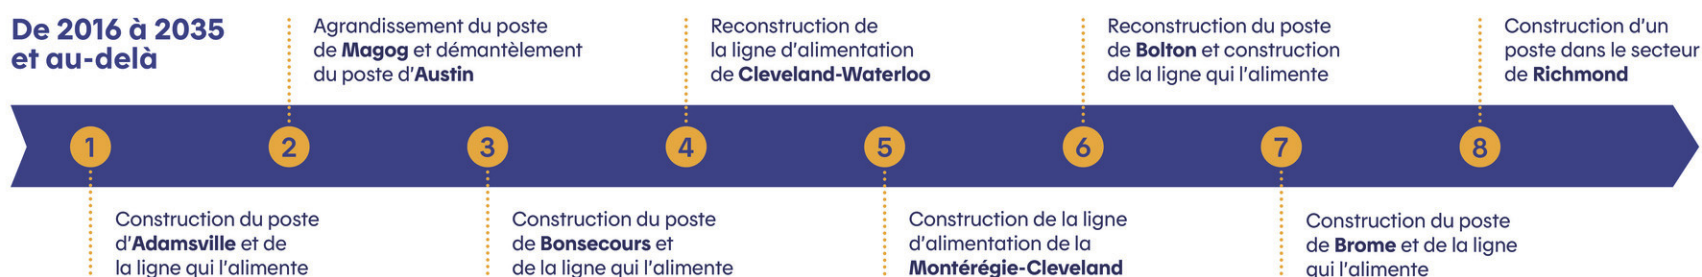 De 2016 à 2035
et au-delà
1
Construction du poste
d'Adamsville et de
la ligne qui l'alimente
2
Agrandissement du poste
de Magog et démantèlement
du poste d'Austin
3
Construction du poste
de Bonsecours et
de la ligne qui l'alimente
4
Reconstruction de
la ligne d'alimentation
de Cleveland-Waterloo
5
Construction de la ligne
d'alimentation de la
Montérégie-Cleveland
6
Reconstruction du poste
de Bolton et construction
de la ligne qui l'alimente
7
Construction du poste
de Brome et de la ligne
qui l'alimente
8
Construction d'un
poste dans le secteur
de Richmond